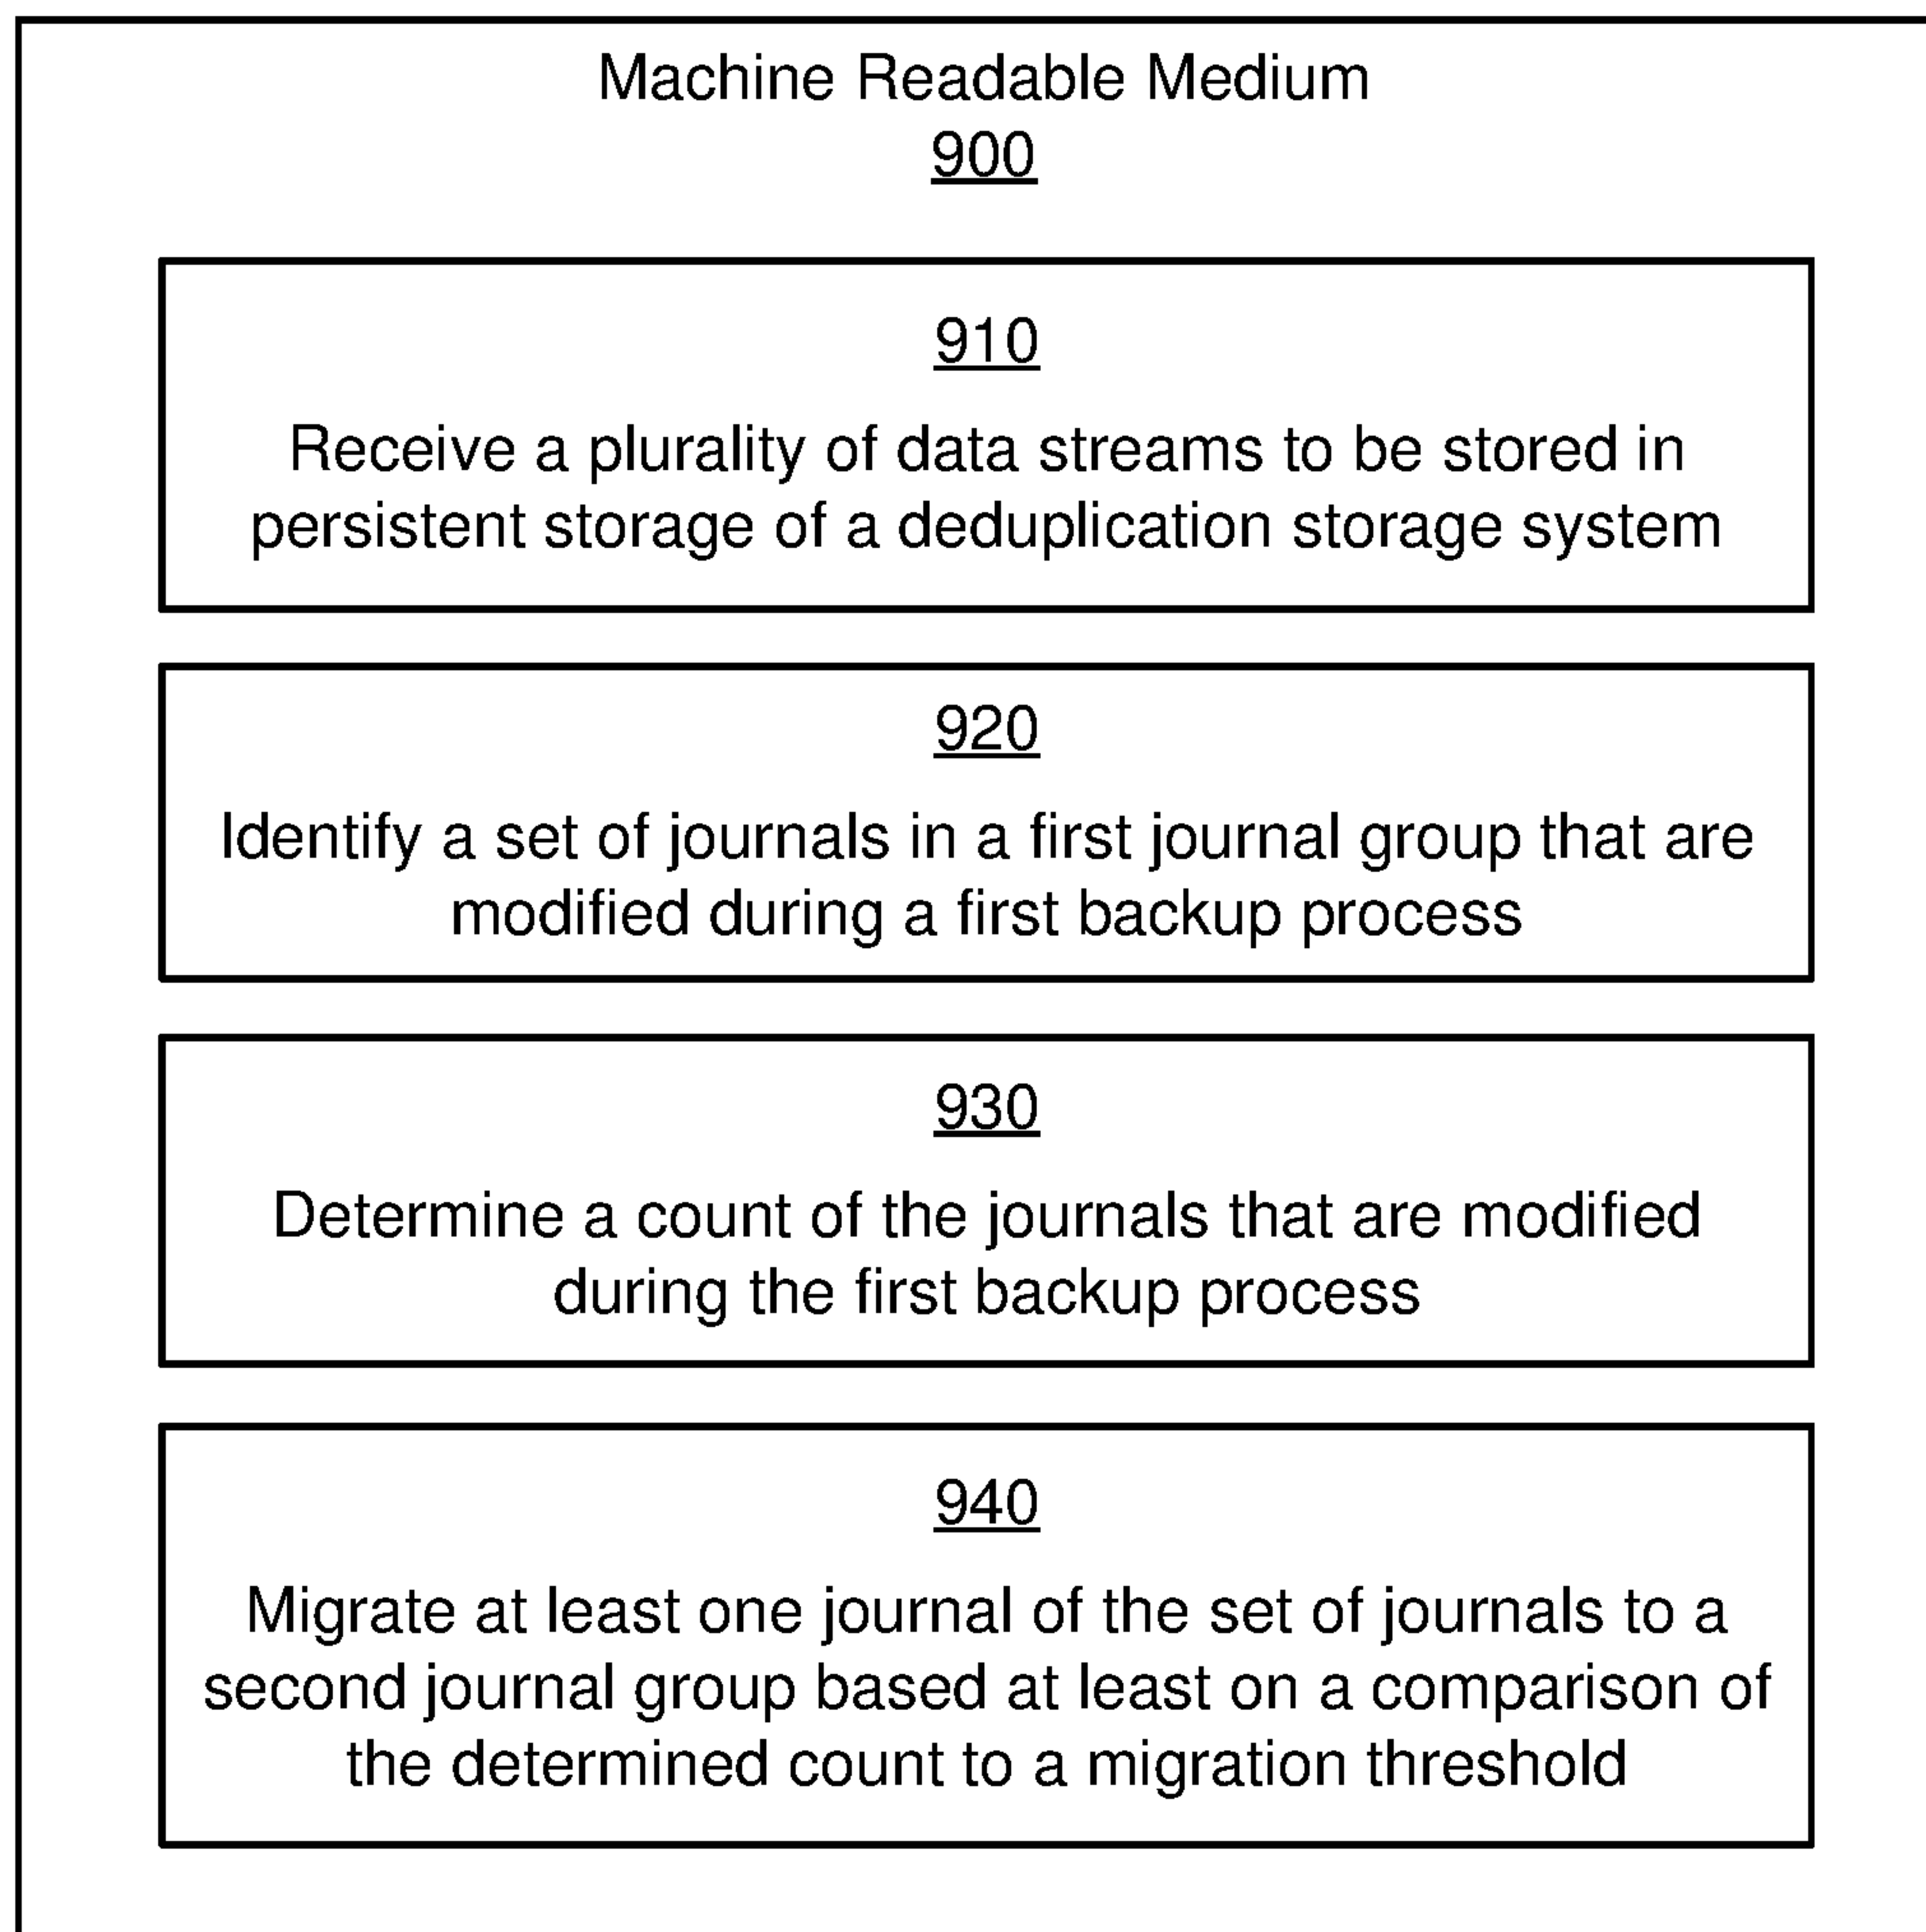 Machine Readable Medium
900
910
Receive a plurality of data streams to be stored in
persistent storage of a deduplication storage system
920
Identify a set of journals in a first journal group that are
modified during a first backup process
930
Determine a count of the journals that are modified
during the first backup process
940
Migrate at least one journal of the set of journals to a
second journal group based at least on a comparison of
the determined count to a migration threshold